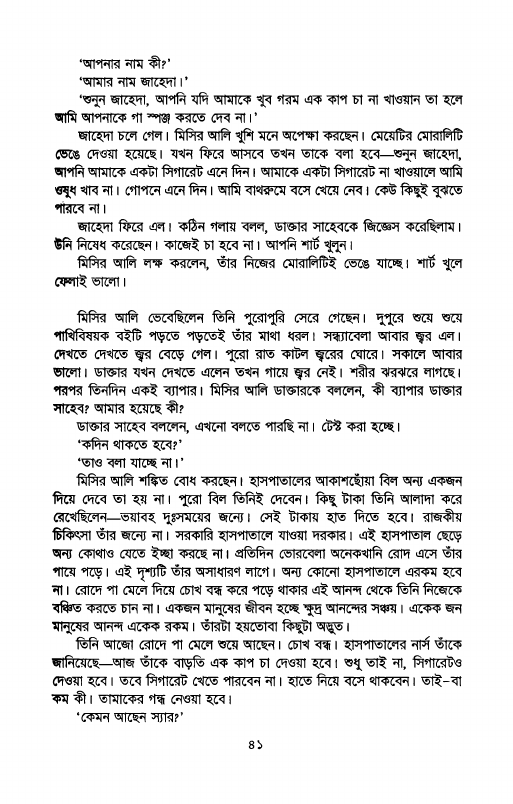 ‘আপনার নাম কী?’
‘আমার নাম জাহেদা।’
‘শুনুন জাহেদা, আপনি যদি আমাকে খুব গরম এক কাপ চা না খাওয়ান তা হলে
আমি আপনাকে গা স্পঞ্জ করতে দেব না।’
জাহেদা চলে গেল। মিসির আলি খুশি মনে অপেক্ষা করছেন। মেয়েটির মোরালিটি
ভেঙে দেওয়া হয়েছে। যখন ফিরে আসবে তখন তাকে বলা হবে—শুনুন জাহেদা,
আপনি আমাকে একটা সিগারেট এনে দিন। আমাকে একটা সিগারেট না খাওয়ালে আমি
ওষুধ খাব না। গোপনে এনে দিন। আমি বাথরুমে বসে খেয়ে নেব। কেউ কিছুই বুঝতে
পারবে না।
জাহেদা ফিরে এল। কঠিন গলায় বলল, ডাক্তার সাহেবকে জিজ্ঞেস করেছিলাম।
উনি নিষেধ করেছেন। কাজেই চা হবে না। আপনি শার্ট খুলুন।
মিসির আলি লক্ষ করলেন, তাঁর নিজের মোরালিটিই ভেঙে যাচ্ছে। শার্ট খুলে
ফেলাই ভালো।
মিসির আলি ভেবেছিলেন তিনি পুরোপুরি সেরে গেছেন। দুপুরে শুয়ে শুয়ে
পাখিবিষয়ক বইটি পড়তে পড়তেই তাঁর মাথা ধরল। সন্ধ্যাবেলা আবার জ্বর এল।
দেখতে দেখতে জ্বর বেড়ে গেল। পুরো রাত কাটল জ্বরের ঘোরে। সকালে আবার
ভালো। ডাক্তার যখন দেখতে এলেন তখন গায়ে জ্বর নেই। শরীর ঝরঝরে লাগছে।
পরপর তিনদিন একই ব্যাপার। মিসির আলি ডাক্তারকে বললেন, কী ব্যাপার ডাক্তার
সাহেব? আমার হয়েছে কী?
ডাক্তার সাহেব বললেন, এখনো বলতে পারছি না। টেস্ট করা হচ্ছে।
‘কদিন থাকতে হবে?’
‘তাও বলা যাচ্ছে না।’
মিসির আলি শঙ্কিত বোধ করছেন। হাসপাতালের আকাশছোঁয়া বিল অন্য একজন
দিয়ে দেবে তা হয় না। পুরো বিল তিনিই দেবেন। কিছু টাকা তিনি আলাদা করে
রেখেছিলেন—ভয়াবহ দুঃসময়ের জন্যে। সেই টাকায় হাত দিতে হবে। রাজকীয়
চিকিৎসা তাঁর জন্যে না। সরকারি হাসপাতালে যাওয়া দরকার। এই হাসপাতাল ছেড়ে
অন্য কোথাও যেতে ইচ্ছা করছে না। প্রতিদিন ভোরবেলা অনেকখানি রোদ এসে তাঁর
পায়ে পড়ে। এই দৃশ্যটি তাঁর অসাধারণ লাগে। অন্য কোনো হাসপাতালে এরকম হবে
না। রোদে পা মেলে দিয়ে চোখ বন্ধ করে পড়ে থাকার এই আনন্দ থেকে তিনি নিজেকে
বঞ্চিত করতে চান না। একজন মানুষের জীবন হচ্ছে ক্ষুদ্র আনন্দের সঞ্চয়। একেক জন
মানুষের আনন্দ একেক রকম। তাঁরটা হয়তোবা কিছুটা অদ্ভুত।
তিনি আজো রোদে পা মেলে শুয়ে আছেন। চোখ বন্ধ। হাসপাতালের নার্স তাঁকে
জানিয়েছে—আজ তাঁকে বাড়তি এক কাপ চা দেওয়া হবে। শুধু তাই না, সিগারেটও
দেওয়া হবে। তবে সিগারেট খেতে পারবেন না। হাতে নিয়ে বসে থাকবেন। তাই-বা
কম কী। তামাকের গন্ধ নেওয়া হবে।
‘কেমন আছেন স্যার?’
৪১